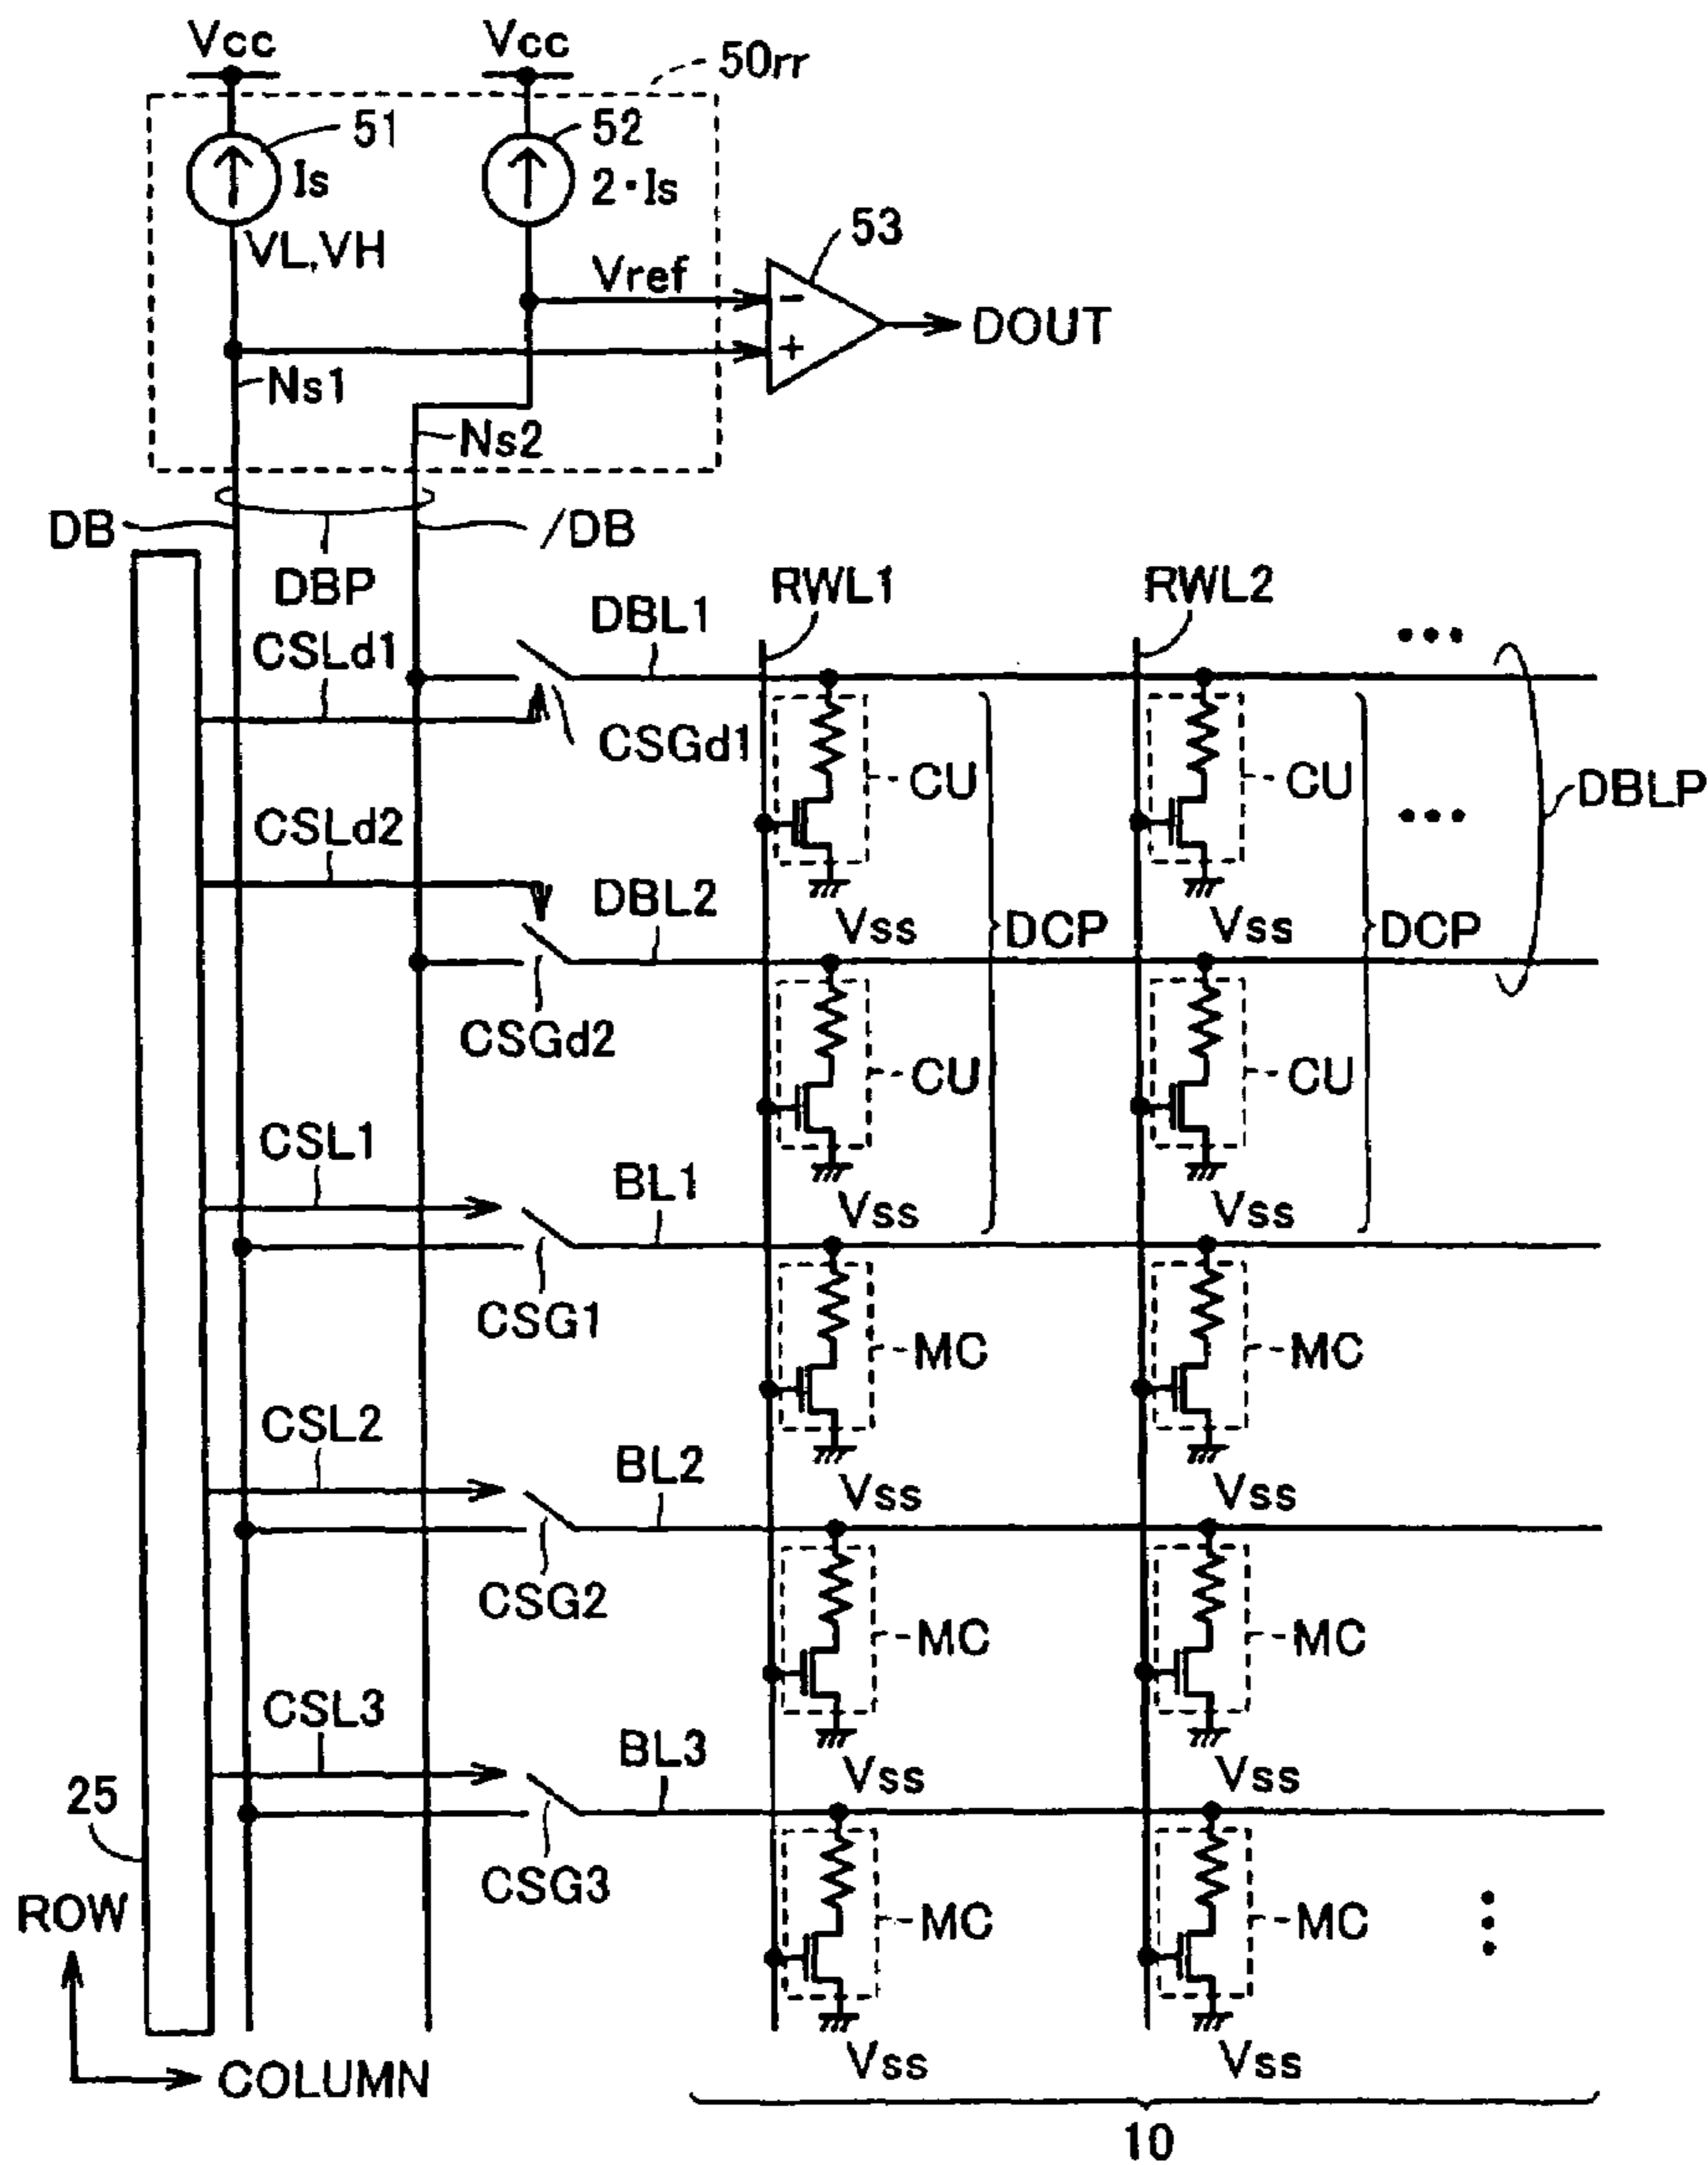 Vcc Vcc 50rr
51 52
Is 2·Is
VL,VH 53
Vref
− DOUT
+
Ns1
Ns2
DB /DB
DBP RWL1 RWL2
DBL1 •••
CSLd1
CSGd1 CU CU DBLP
CSLd2 •••
DBL2 Vss DCP Vss DCP
CSGd2 CU CU
CSL1 BL1 Vss Vss
CSG1 MC MC
CSL2 BL2 Vss Vss
CSG2 MC MC
CSL3 BL3 Vss Vss
25
CSG3
ROW MC MC
COLUMN Vss Vss
10